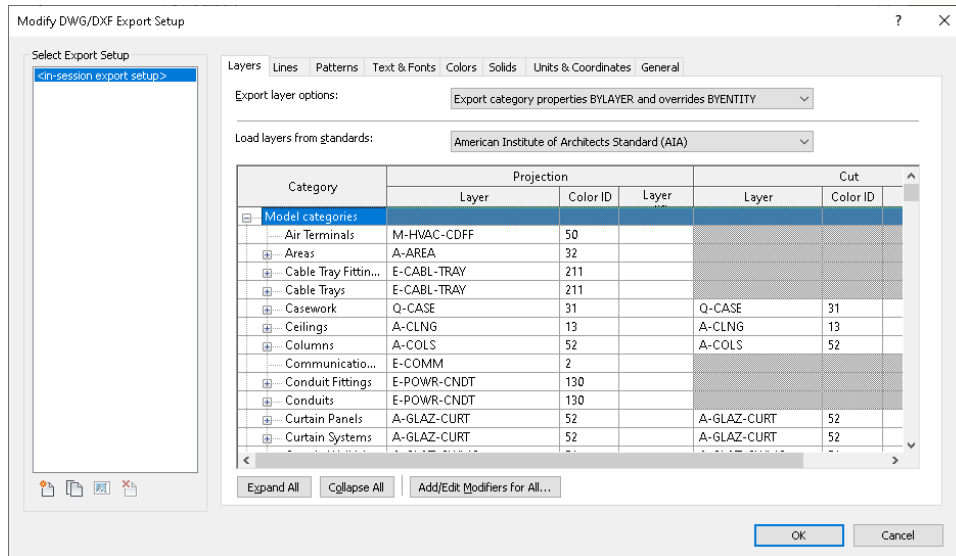 Modify DWG/DXF Export Setup
?
Select Export Setup
<in-session export setup>
Layers Lines Patterns Text & Fonts Colors Solids Units & Coordinates General
Export layer options: Export category properties BYLAYER and overrides BYENTITY
Load layers from standards: American Institute of Architects Standard (AIA)
Category Projection Cut
Layer Color ID Layer Layer Color ID
Model categories
Air Terminals M-HVAC-CDFF 50
Areas A-AREA 32
Cable Tray Fittin... E-CABL-TRAY 211
Cable Trays E-CABL-TRAY 211
Casework Q-CASE 31 Q-CASE 31
Ceilings A-CLNG 13 A-CLNG 13
Columns A-COLS 52 A-COLS 52
Communicatio... E-COMM 2
Conduit Fittings E-POWR-CNDT 130
Conduits E-POWR-CNDT 130
Curtain Panels A-GLAZ-CURT 52 A-GLAZ-CURT 52
Curtain Systems A-GLAZ-CURT 52 A-GLAZ-CURT 52
Expand All Collapse All Add/Edit Modifiers for All...
OK Cancel